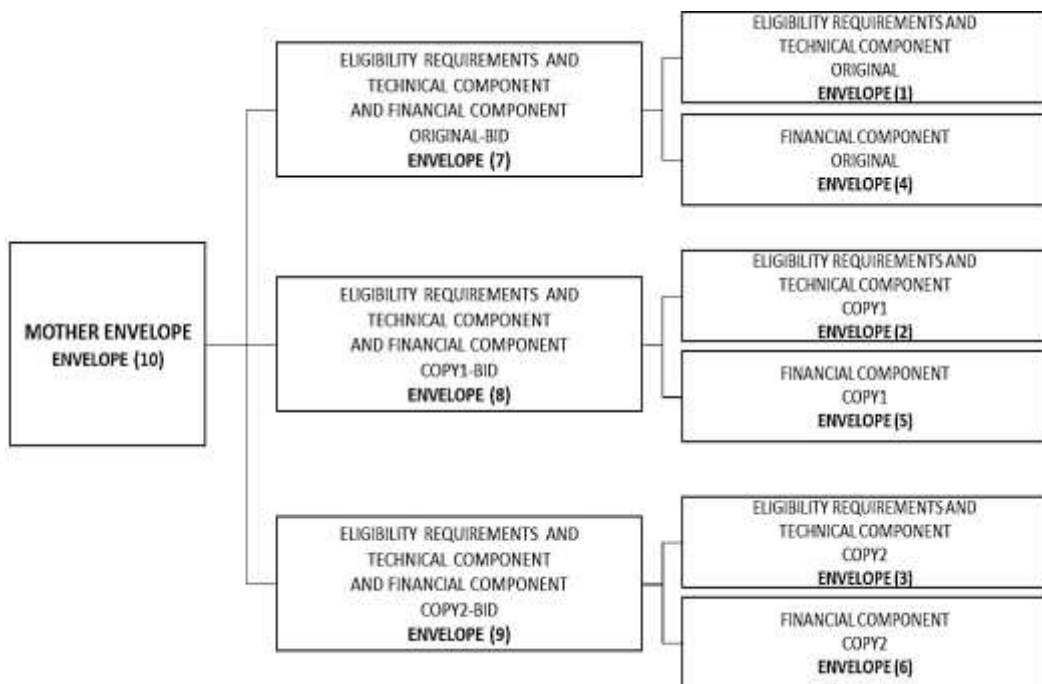 MOTHER ENVELOPE
ENVELOPE (10)
ELIGIBILITY REQUIREMENTS AND
TECHNICAL COMPONENT
AND FINANCIAL COMPONENT
ORIGINAL-BID
ENVELOPE (7)
ELIGIBILITY REQUIREMENTS AND
TECHNICAL COMPONENT
ORIGINAL
ENVELOPE (1)
FINANCIAL COMPONENT
ORIGINAL
ENVELOPE (4)
ELIGIBILITY REQUIREMENTS AND
TECHNICAL COMPONENT
AND FINANCIAL COMPONENT
COPY1-BID
ENVELOPE (8)
ELIGIBILITY REQUIREMENTS AND
TECHNICAL COMPONENT
COPY1
ENVELOPE (2)
FINANCIAL COMPONENT
COPY1
ENVELOPE (5)
ELIGIBILITY REQUIREMENTS AND
TECHNICAL COMPONENT
AND FINANCIAL COMPONENT
COPY2-BID
ENVELOPE (9)
ELIGIBILITY REQUIREMENTS AND
TECHNICAL COMPONENT
COPY2
ENVELOPE (3)
FINANCIAL COMPONENT
COPY2
ENVELOPE (6)